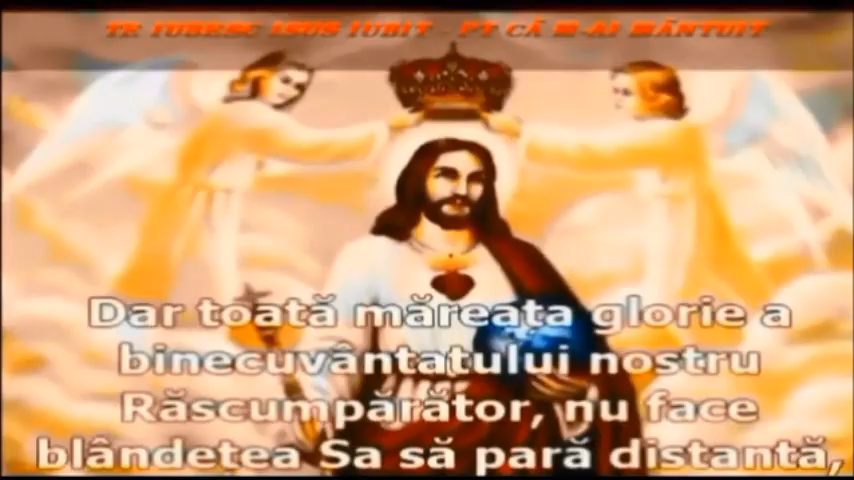 TE IUBESC ISUS IUBIT - PT CĂ M-AI MÂNTUIT
Dar toată măreața glorie a
binecuvântatului nostru
Răscumpărător, nu face
blândețea Sa să pară distantă,